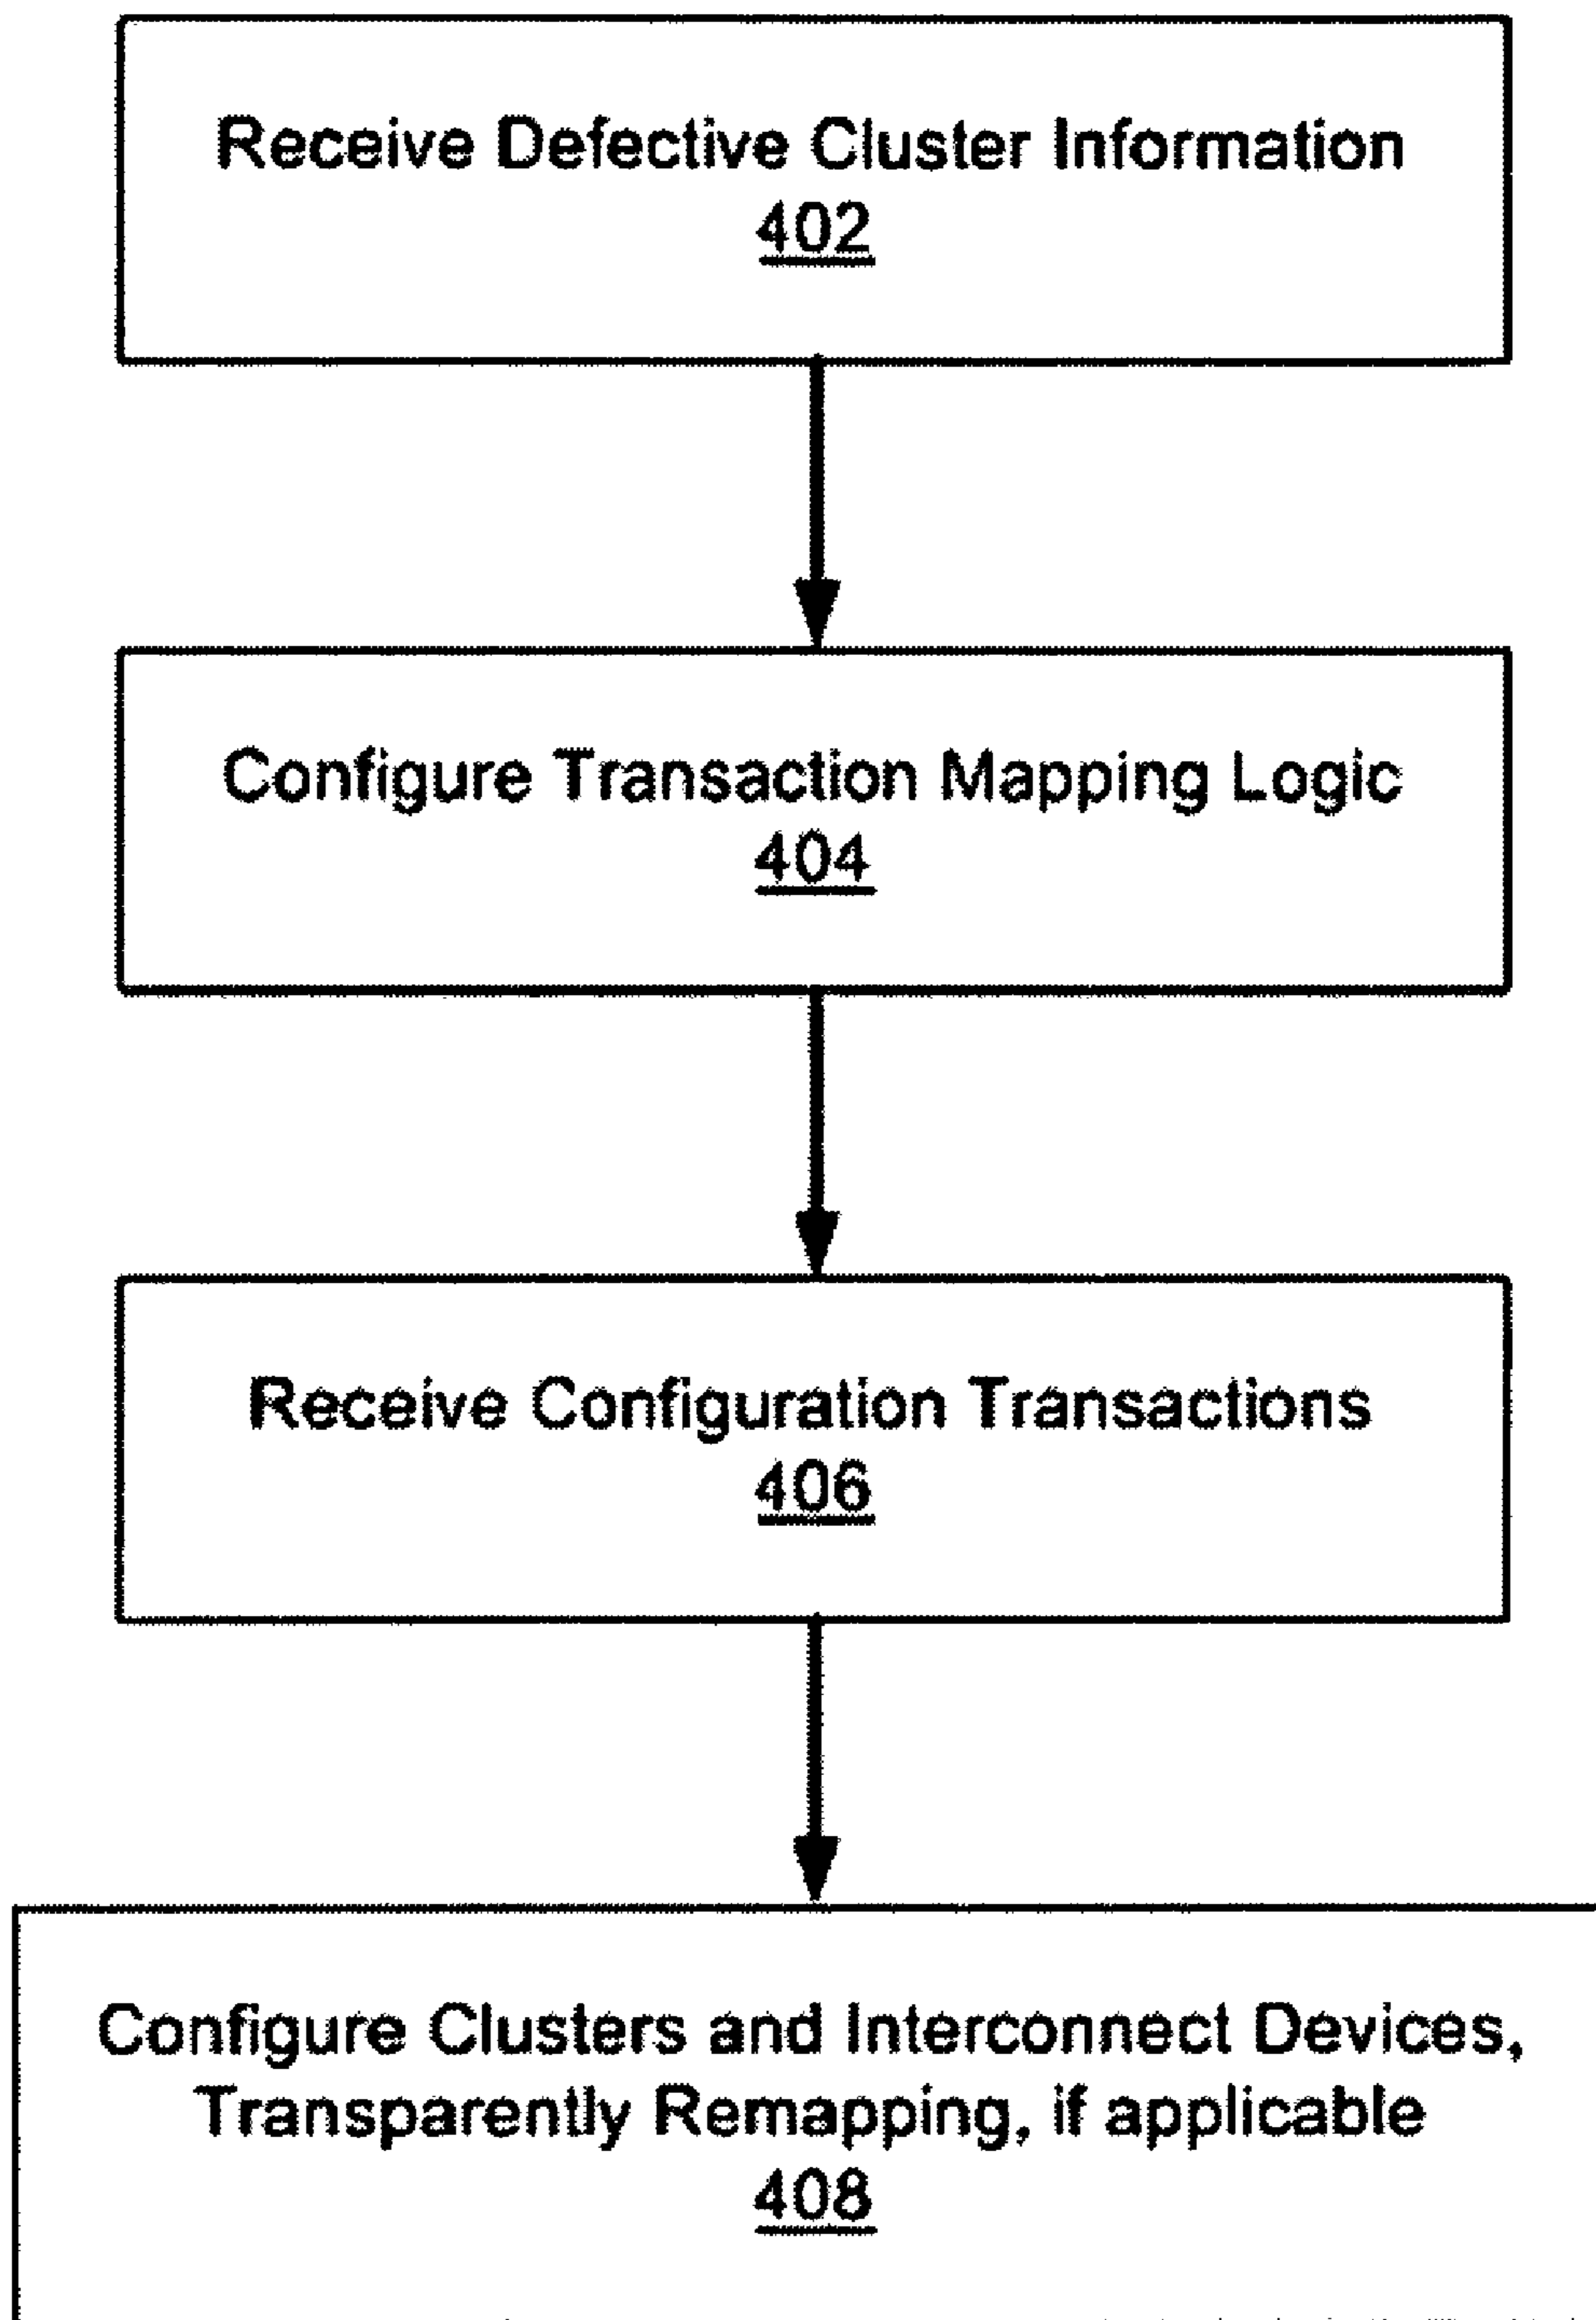 Receive Defective Cluster Information
402
Configure Transaction Mapping Logic
404
Receive Configuration Transactions
406
Configure Clusters and Interconnect Devices,
Transparently Remapping, if applicable
408